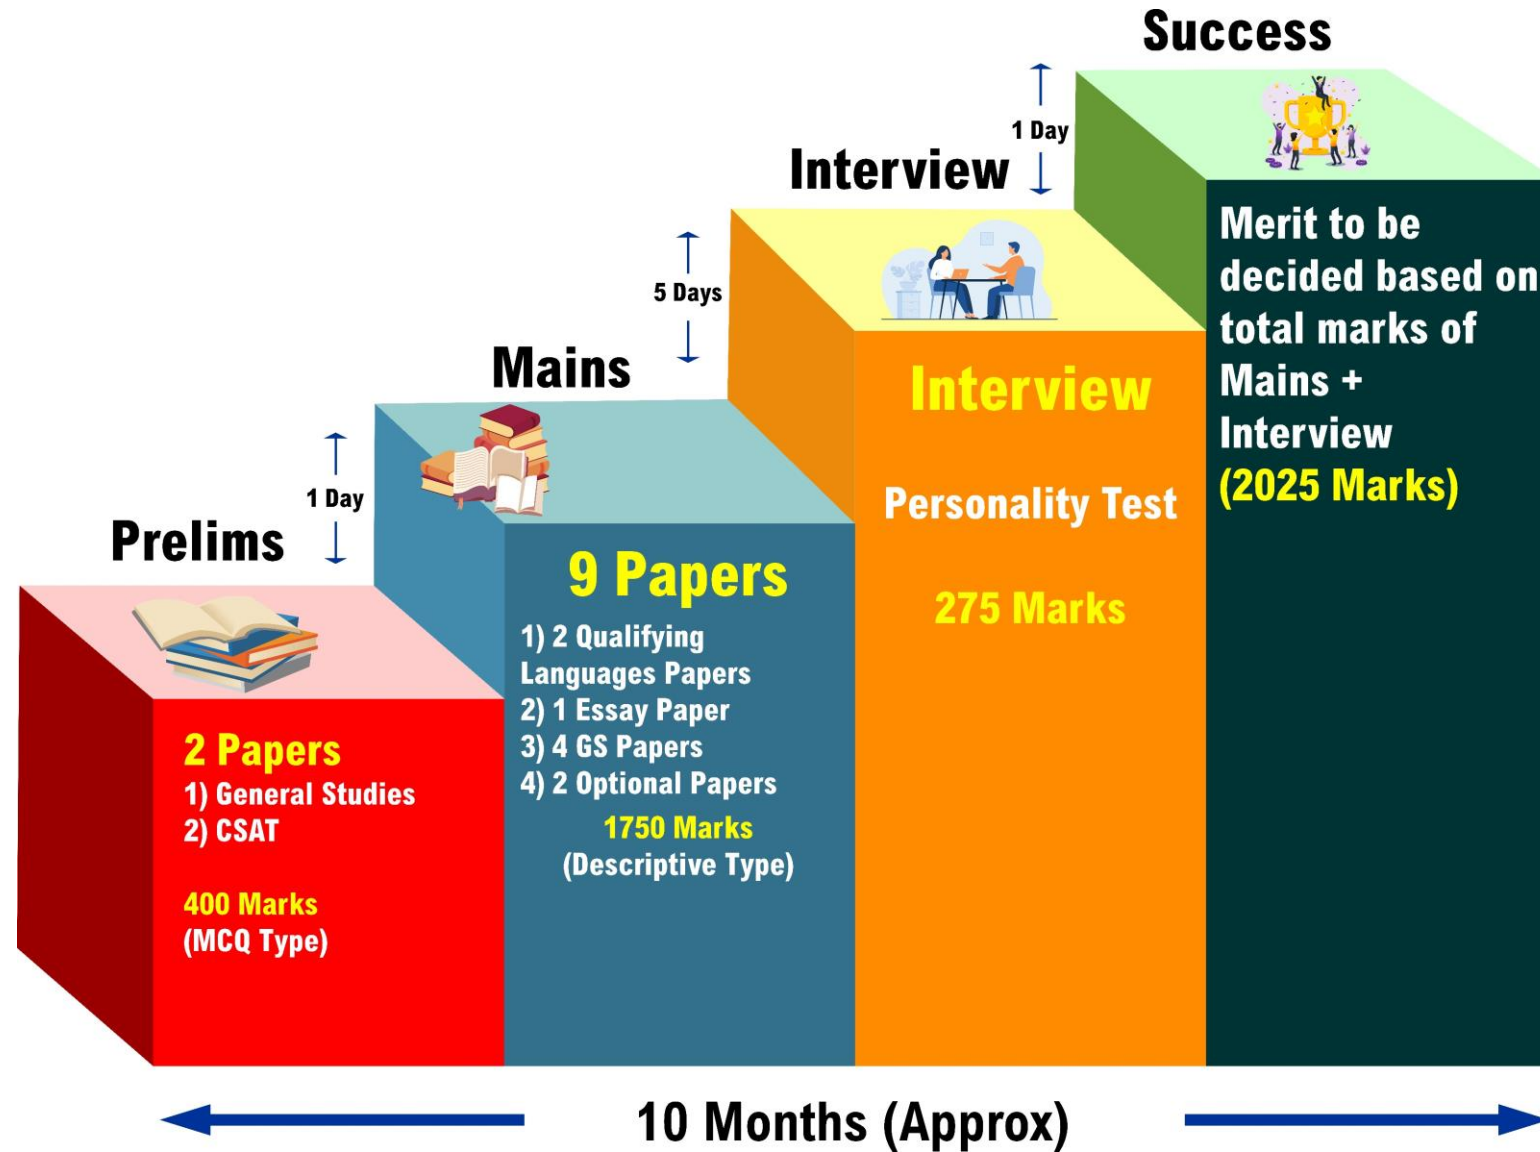 Success
1 Day
Interview
5 Days
Mains
1 Day
Prelims
2 Papers
1) General Studies
2) CSAT
400 Marks
(MCQ Type)
9 Papers
1) 2 Qualifying
Languages Papers
2) 1 Essay Paper
3) 4 GS Papers
4) 2 Optional Papers
1750 Marks
(Descriptive Type)
Interview
Personality Test
275 Marks
Merit to be
decided based on
total marks of
Mains +
Interview
(2025 Marks)
10 Months (Approx)